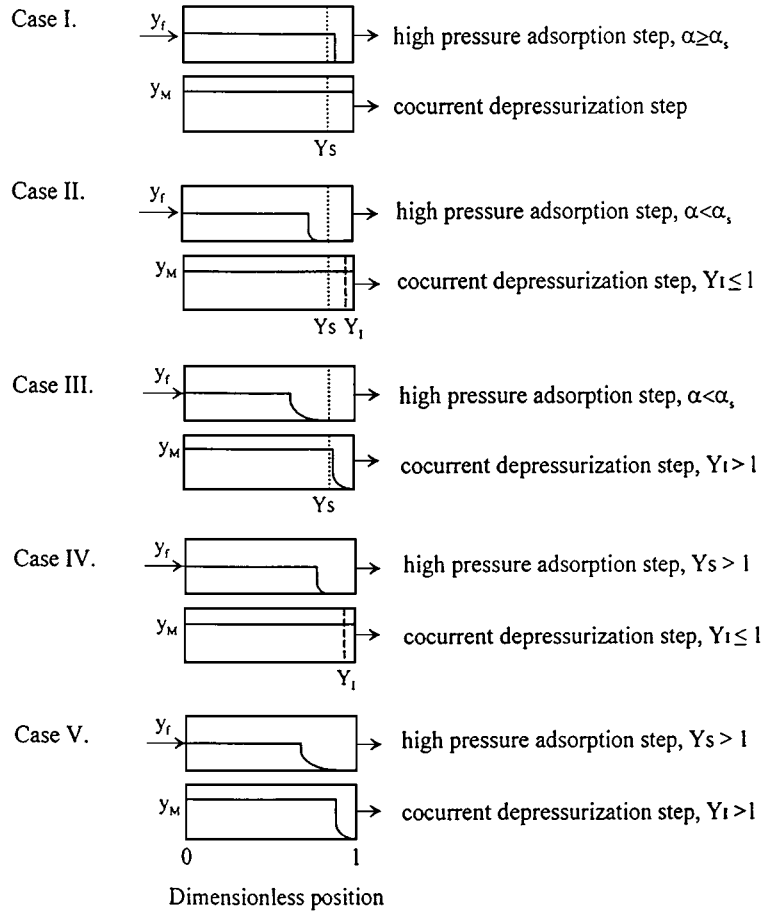 Case I.
y_f
high pressure adsorption step, α≥α_s
y_M
cocurrent depressurization step
Ys
Case II.
y_f
high pressure adsorption step, α<α_s
y_M
cocurrent depressurization step, Y_I ≤ 1
Ys Y_I
Case III.
y_f
high pressure adsorption step, α<α_s
y_M
cocurrent depressurization step, Y_I > 1
Ys
Case IV.
y_f
high pressure adsorption step, Ys > 1
y_M
cocurrent depressurization step, Y_I ≤ 1
Y_I
Case V.
y_f
high pressure adsorption step, Ys > 1
y_M
cocurrent depressurization step, Y_I >1
0 1
Dimensionless position